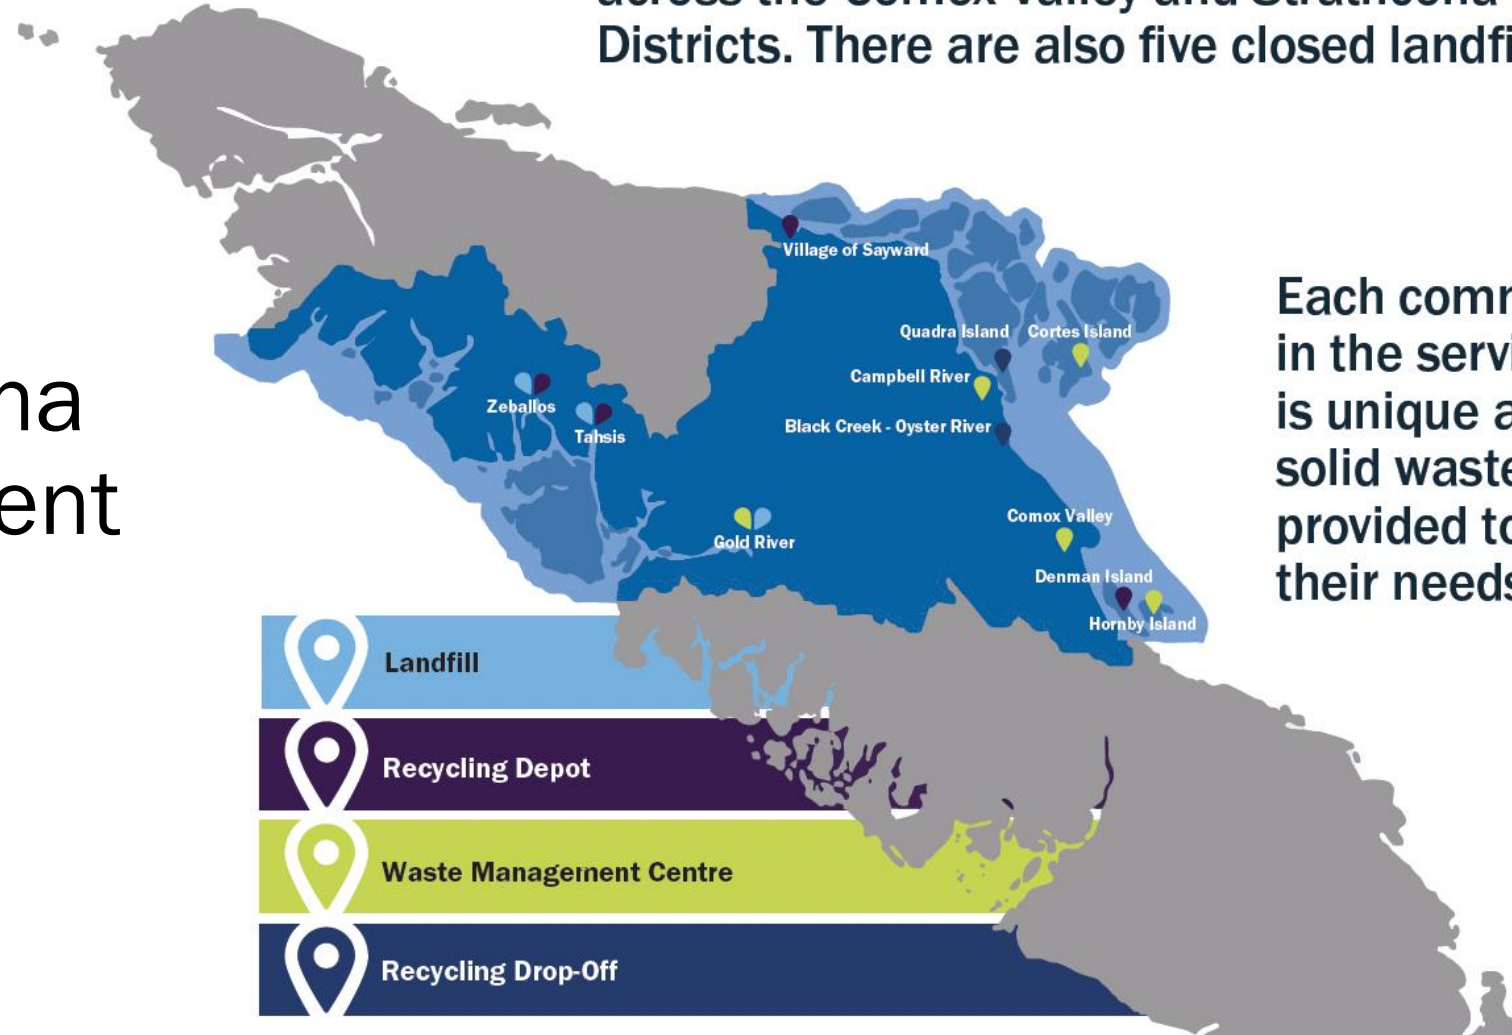 Districts. There are also five closed landfi
Village of Sayward
Each comm
in the servi
is unique a
solid waste
provided to
their needs
na
ent
Quadra Island
Cortes Island
Campbell River
Black Creek - Oyster River
Zeballos
Tahsis
Gold River
Comox Valley
Denman Island
Hornby Island
Landfill
Recycling Depot
Waste Management Centre
Recycling Drop-Off